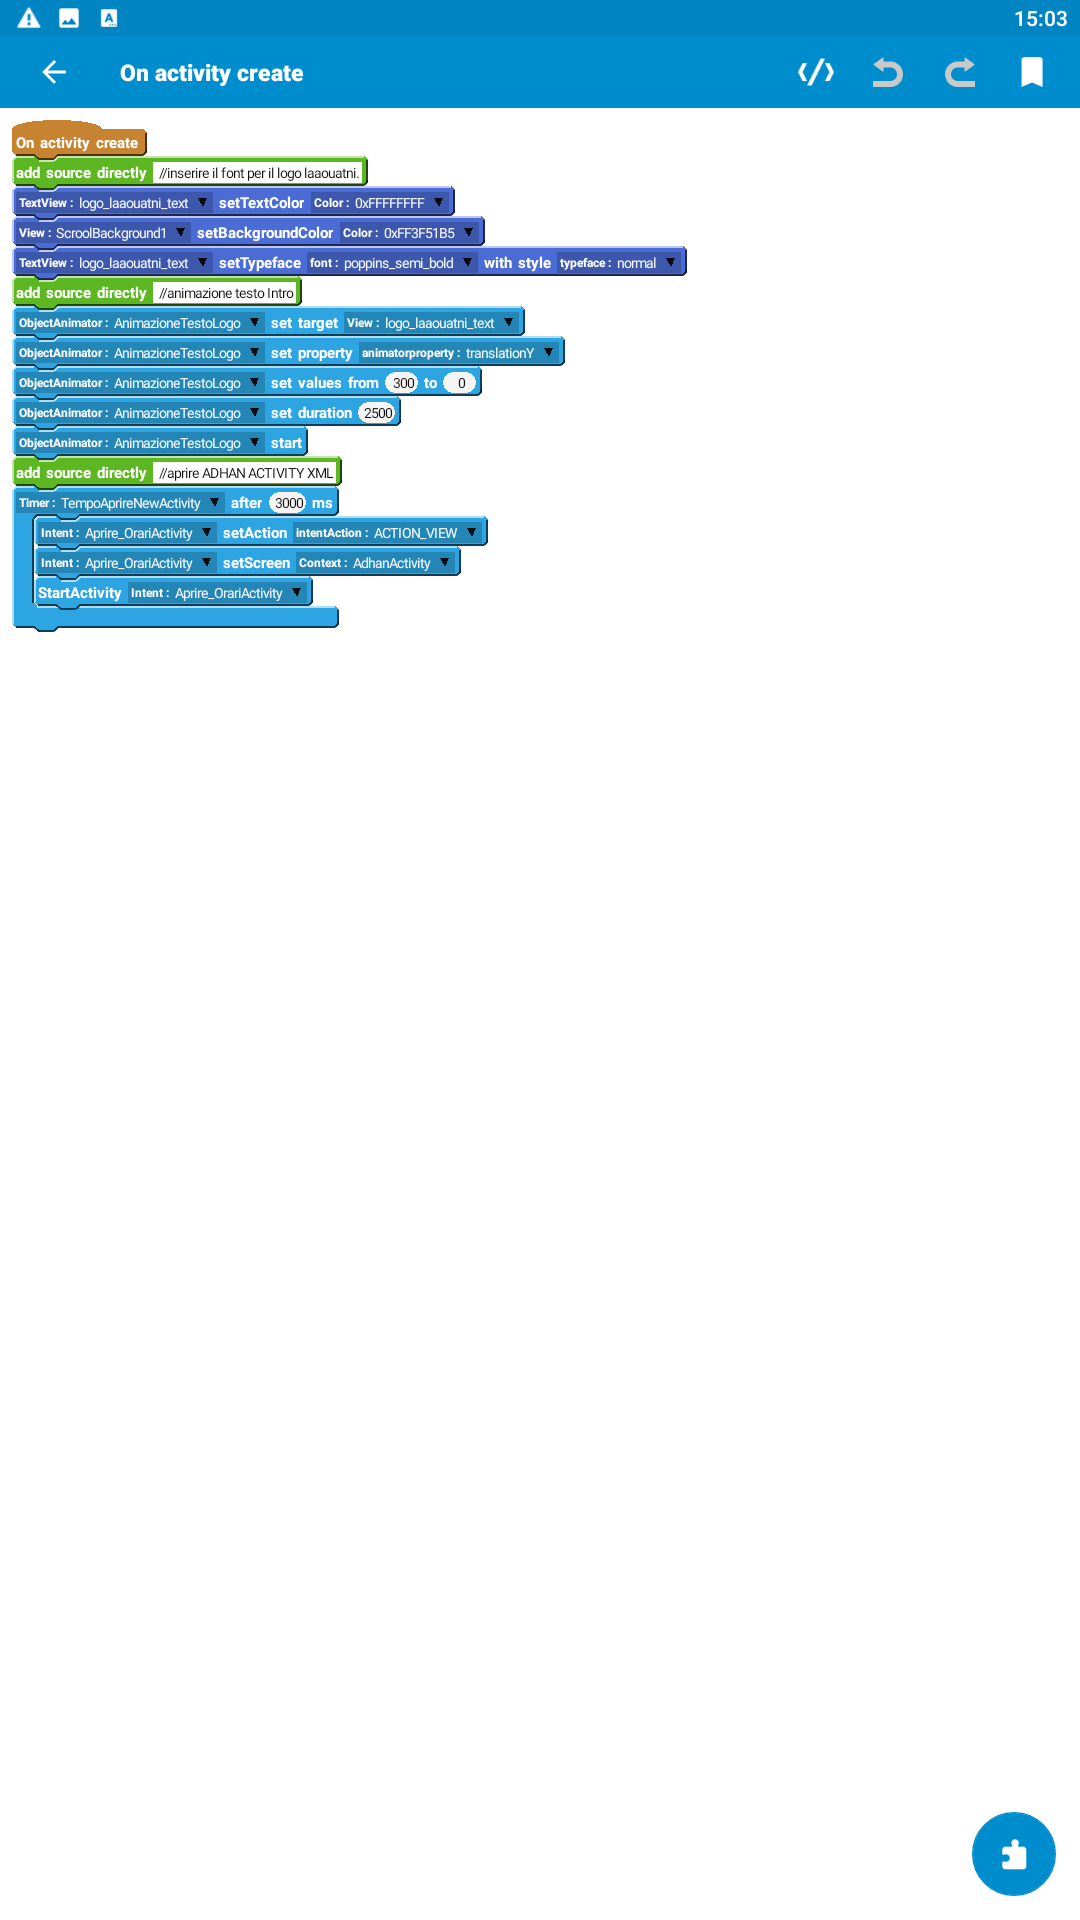 15:03
On activity create
On activity create
add source directly //inserire il font per il logo laaouatni.
TextView : logo_laaouatni_text setTextColor Color : 0xFFFFFFFF
View : ScroolBackground1 setBackgroundColor Color : 0xFF3F51B5
TextView : logo_laaouatni_text setTypeface font : poppins_semi_bold with style typeface : normal
add source directly //animazione testo Intro
ObjectAnimator : AnimazioneTestoLogo set target View : logo_laaouatni_text
ObjectAnimator : AnimazioneTestoLogo set property animatorproperty : translationY
ObjectAnimator : AnimazioneTestoLogo set values from 300 to 0
ObjectAnimator : AnimazioneTestoLogo set duration 2500
ObjectAnimator : AnimazioneTestoLogo start
add source directly //aprire ADHAN ACTIVITY XML
Timer : TempoAprireNewActivity after 3000 ms
Intent : Aprire_OrariActivity setAction intentAction : ACTION_VIEW
Intent : Aprire_OrariActivity setScreen Context : AdhanActivity
StartActivity Intent : Aprire_OrariActivity